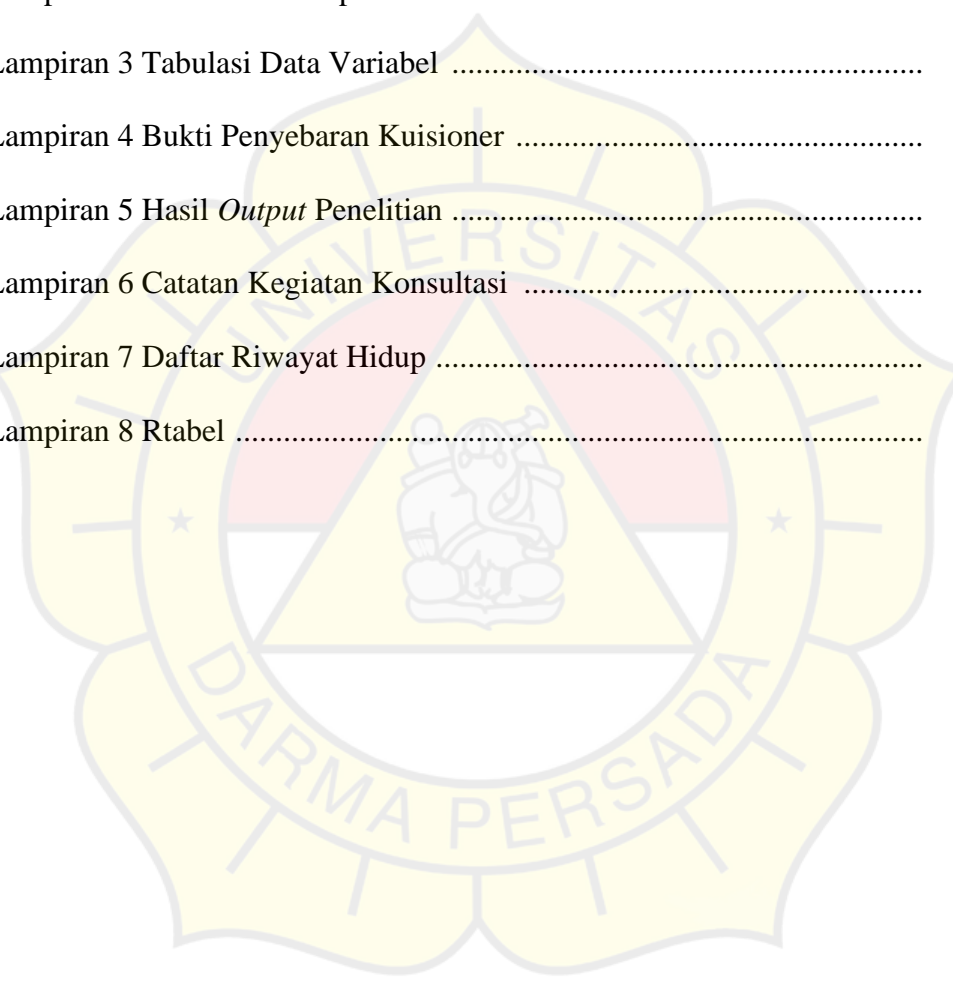 Lampiran 3 Tabulasi Data Variabel ..........................................................
Lampiran 4 Bukti Penyebaran Kuisioner ..................................................
Lampiran 5 Hasil Output Penelitian ..........................................................
Lampiran 6 Catatan Kegiatan Konsultasi .................................................
Lampiran 7 Daftar Riwayat Hidup ............................................................
Lampiran 8 Rtabel .....................................................................................
UNIVERSITAS
DARMA PERSADA